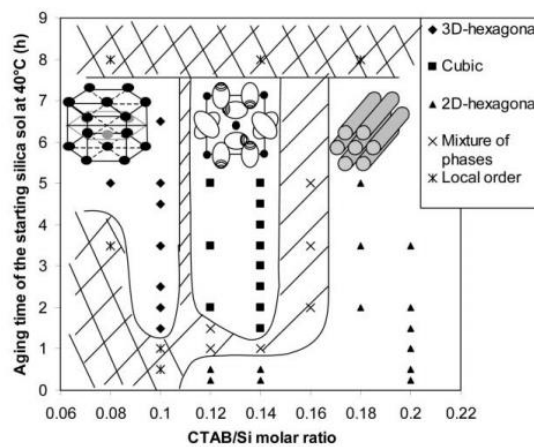 Aging time of the starting silica sol at 40°C (h)
9
8
7
6
5
4
3
2
1
0
0.06 0.08 0.1 0.12 0.14 0.16 0.18 0.20 0.22
CTAB/Si molar ratio
3D-hexagona
Cubic
2D-hexagona
Mixture of
phases
Local order